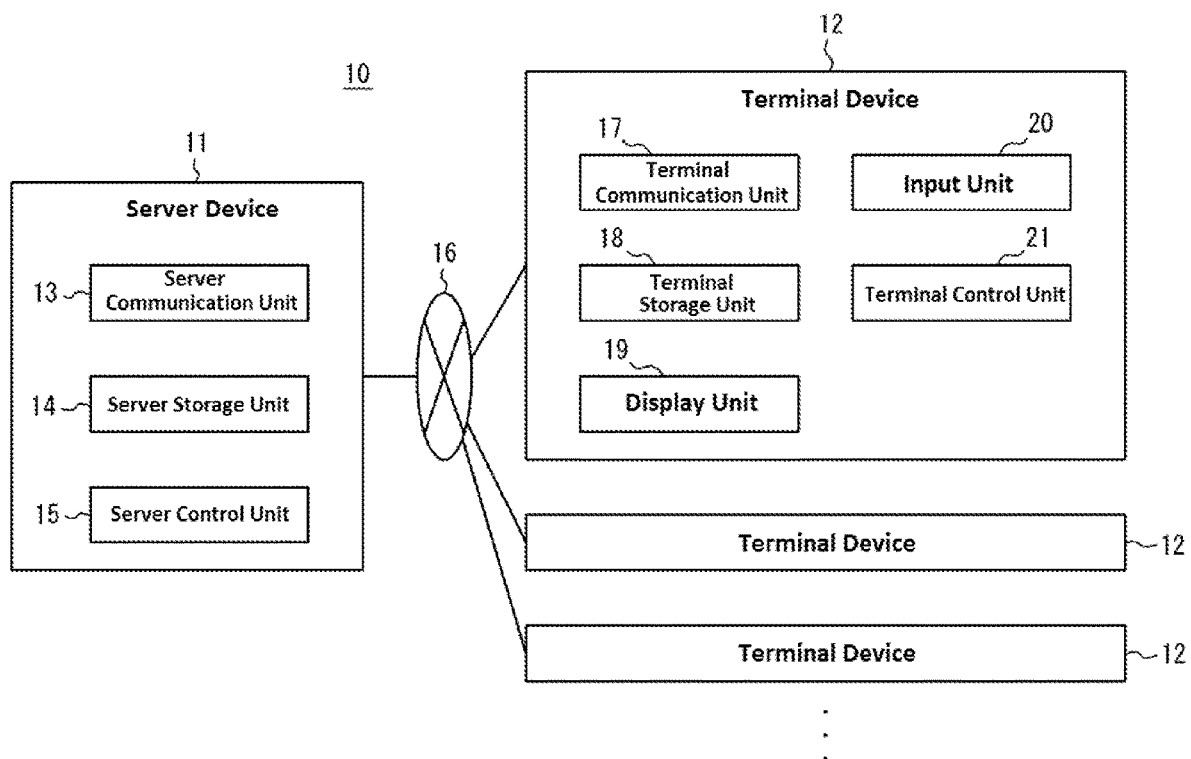 10
11
Server Device
13
Server
Communication Unit
14
Server Storage Unit
15
Server Control Unit
16
12
Terminal Device
17
Terminal
Communication Unit
20
Input Unit
18
Terminal
Storage Unit
21
Terminal Control Unit
19
Display Unit
Terminal Device
12
Terminal Device
12